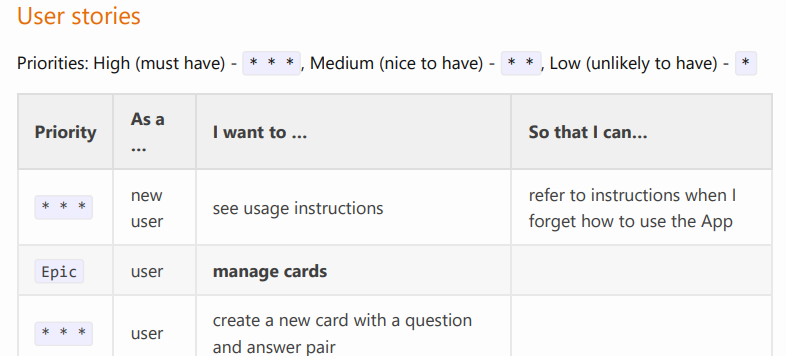 User stories
Priorities: High (must have) - * * *, Medium (nice to have) - * *, Low (unlikely to have) - *
Priority
As a
...
I want to ...
So that I can...
* * *
new
user
see usage instructions
refer to instructions when I
forget how to use the App
Epic
user
manage cards
* * *
user
create a new card with a question
and answer pair